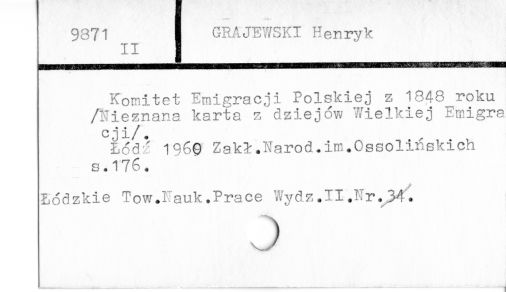 9871 GRAJEWSKI Henryk
II
Komitet Emigracji Polskiej z 1848 roku
/Nieznana karta z dziejów Wielkiej Emigra
cji/.
Łódź 1960 Zakł.Narod.im.Ossolińskich
s.176.
Łódzkie Tow.Nauk.Prace Wydz.II.Nr.34.